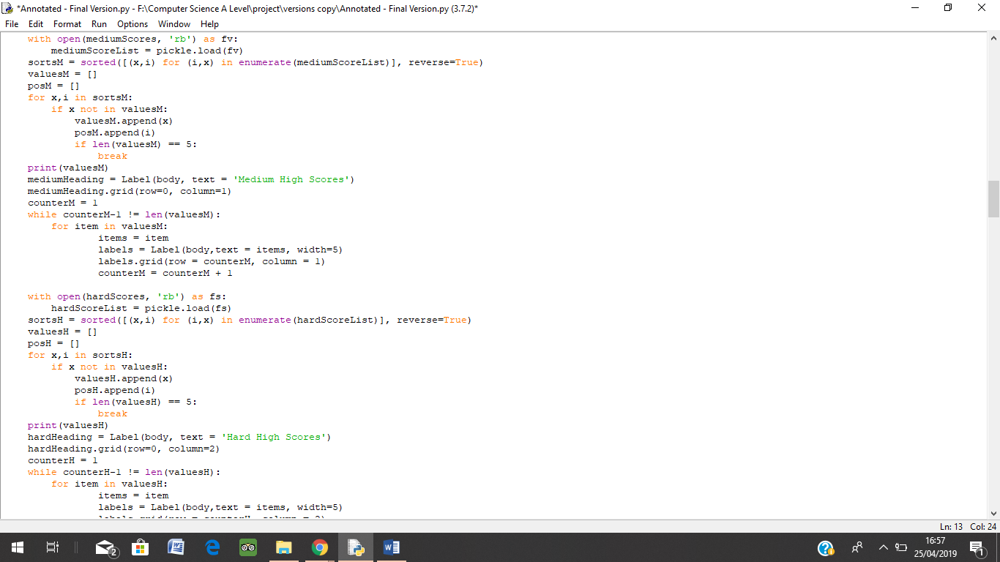 *Annotated - Final Version.py - F:\Computer Science A Level\project\versions copy\Annotated - Final Version.py (3.7.2)*
File Edit Format Run Options Window Help
    with open(mediumScores, 'rb') as fv:
        mediumScoreList = pickle.load(fv)
    sortsM = sorted([(x,i) for (i,x) in enumerate(mediumScoreList)], reverse=True)
    valuesM = []
    posM = []
    for x,i in sortsM:
        if x not in valuesM:
            valuesM.append(x)
            posM.append(i)
            if len(valuesM) == 5:
                break
    print(valuesM)
    mediumHeading = Label(body, text = 'Medium High Scores')
    mediumHeading.grid(row=0, column=1)
    counterM = 1
    while counterM-1 != len(valuesM):
        for item in valuesM:
                items = item
                labels = Label(body,text = items, width=5)
                labels.grid(row = counterM, column = 1)
                counterM = counterM + 1
    with open(hardScores, 'rb') as fs:
        hardScoreList = pickle.load(fs)
    sortsH = sorted([(x,i) for (i,x) in enumerate(hardScoreList)], reverse=True)
    valuesH = []
    posH = []
    for x,i in sortsH:
        if x not in valuesH:
            valuesH.append(x)
            posH.append(i)
            if len(valuesH) == 5:
                break
    print(valuesH)
    hardHeading = Label(body, text = 'Hard High Scores')
    hardHeading.grid(row=0, column=2)
    counterH = 1
    while counterH-1 != len(valuesH):
        for item in valuesH:
                items = item
                labels = Label(body,text = items, width=5)
Ln: 13 Col: 24
2
16:57
25/04/2019
1